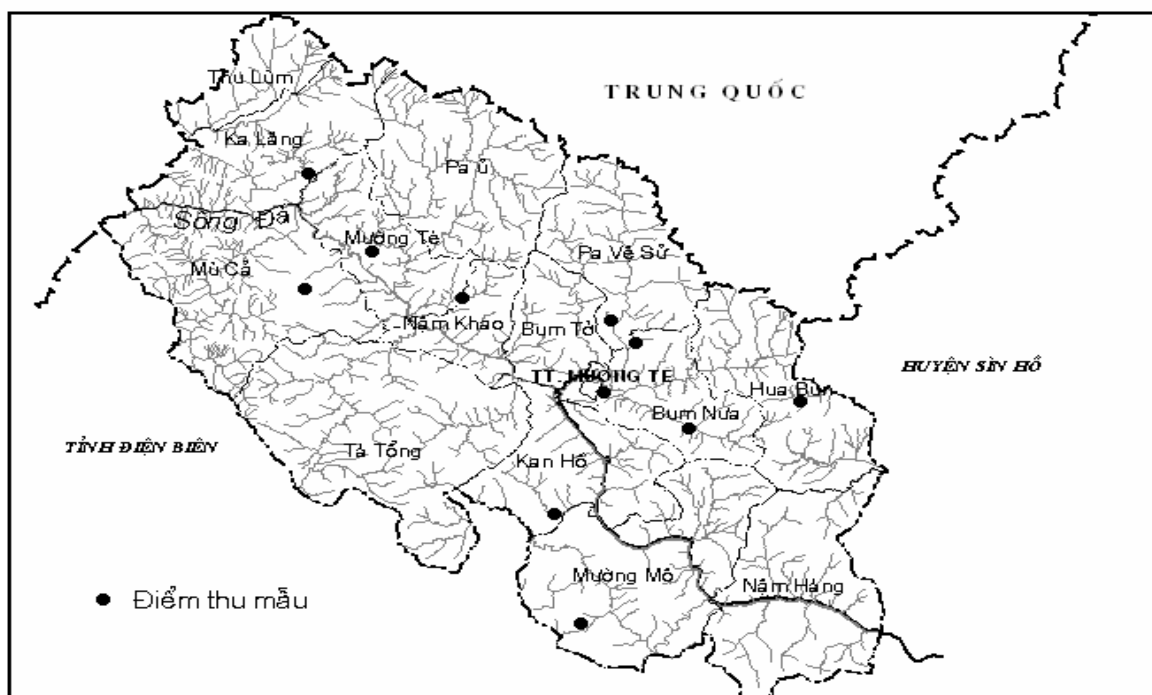 Thu Lũm
TRUNG QUỐC
Ka Lăng
Pa ủ
Sông Đà
Mường Tè
Pa Vệ Sử
Mù Cả
Nậm Khao
Bum Tở
TT. MƯỜNG TÈ
HUYỆN SÌN HỒ
Hua Bum
Bum Nưa
TỈNH ĐIỆN BIÊN
Tà Tổng
Kan Hồ
Mường Mô
Nậm Hàng
Điểm thu mẫu